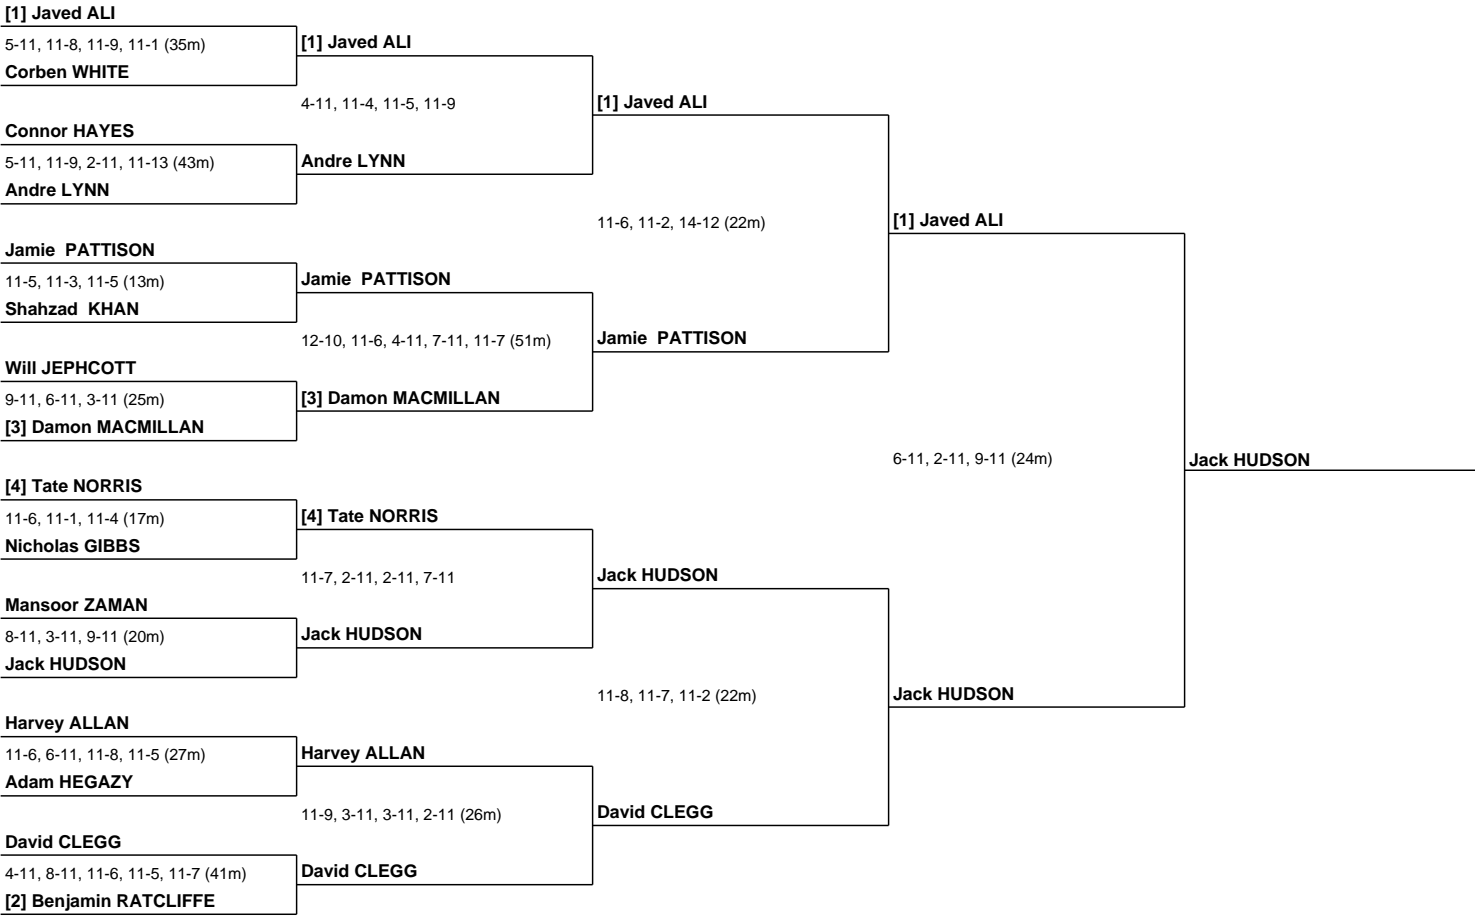 [1] Javed ALI
5-11, 11-8, 11-9, 11-1 (35m)
Corben WHITE
Connor HAYES
5-11, 11-9, 2-11, 11-13 (43m)
Andre LYNN
Jamie  PATTISON
11-5, 11-3, 11-5 (13m)
Shahzad  KHAN
Will JEPHCOTT
9-11, 6-11, 3-11 (25m)
[3] Damon MACMILLAN
[4] Tate NORRIS
11-6, 11-1, 11-4 (17m)
Nicholas GIBBS
Mansoor ZAMAN
8-11, 3-11, 9-11 (20m)
Jack HUDSON
Harvey ALLAN
11-6, 6-11, 11-8, 11-5 (27m)
Adam HEGAZY
David CLEGG
4-11, 8-11, 11-6, 11-5, 11-7 (41m)
[2] Benjamin RATCLIFFE
[1] Javed ALI
4-11, 11-4, 11-5, 11-9
Andre LYNN
Jamie  PATTISON
12-10, 11-6, 4-11, 7-11, 11-7 (51m)
[3] Damon MACMILLAN
[4] Tate NORRIS
11-7, 2-11, 2-11, 7-11
Jack HUDSON
Harvey ALLAN
11-9, 3-11, 3-11, 2-11 (26m)
David CLEGG
[1] Javed ALI
11-6, 11-2, 14-12 (22m)
Jamie  PATTISON
Jack HUDSON
11-8, 11-7, 11-2 (22m)
David CLEGG
[1] Javed ALI
6-11, 2-11, 9-11 (24m)
Jack HUDSON
Jack HUDSON